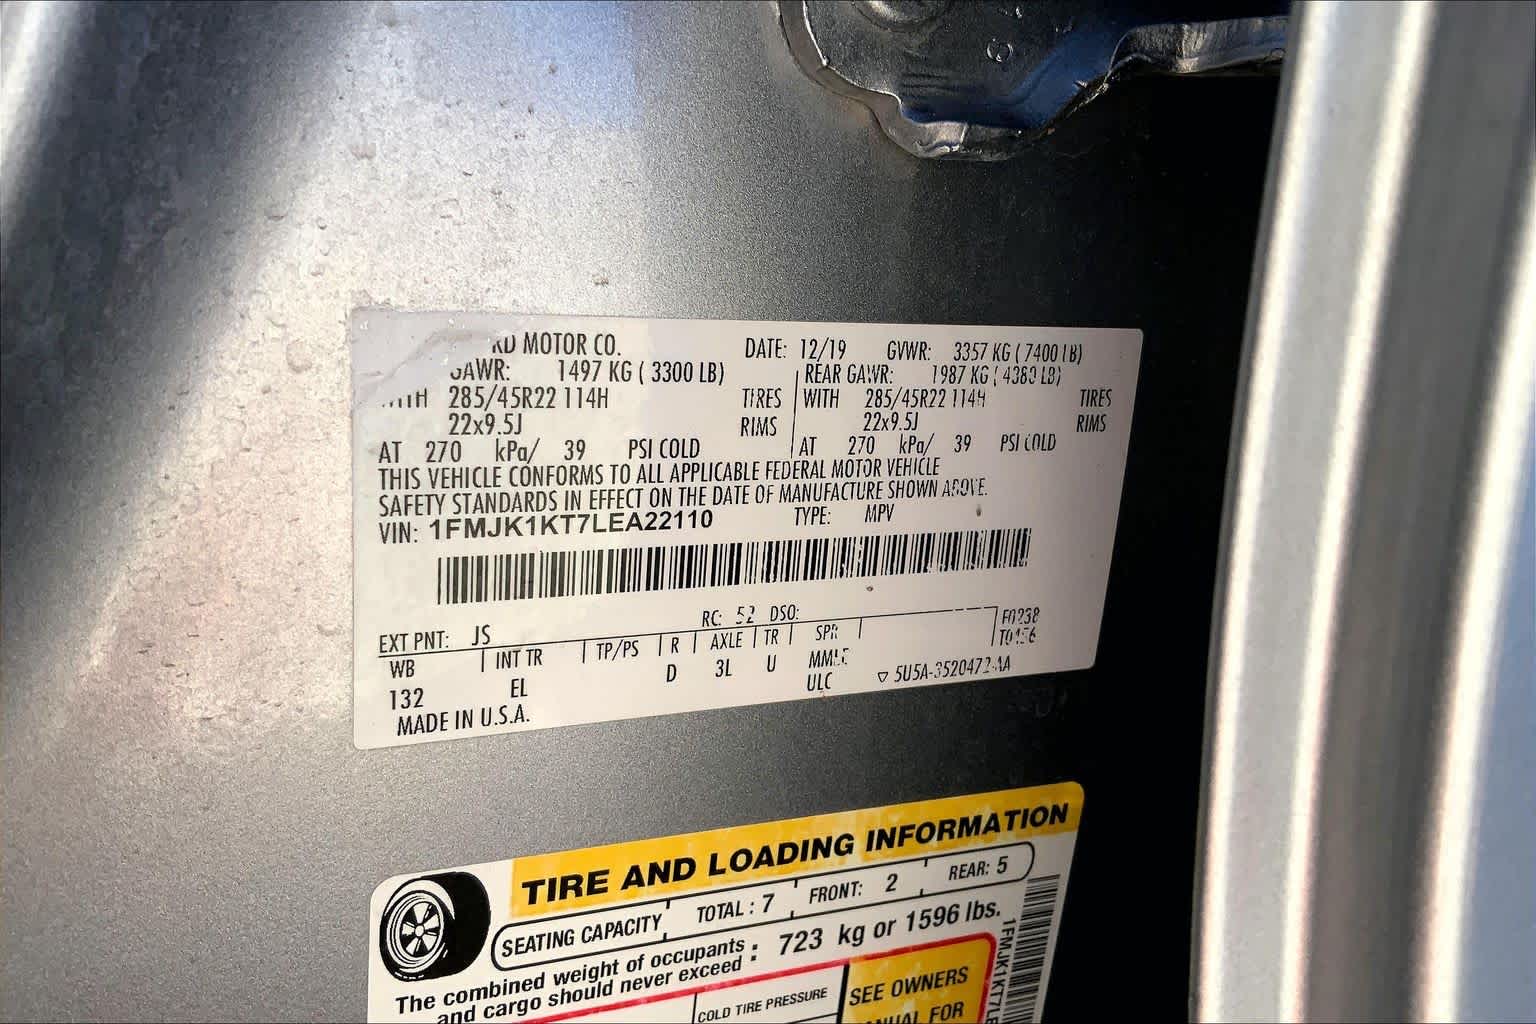 RD MOTOR CO. DATE: 12/19 GVWR: 3357 KG ( 7400 LB)
GAWR: 1497 KG ( 3300 LB) REAR GAWR: 1987 KG ( 4380 LB)
WITH 285/45R22 114H TIRES WITH 285/45R22 114H TIRES
22x9.5J RIMS 22x9.5J RIMS
AT 270 kPa/ 39 PSI COLD AT 270 kPa/ 39 PSI COLD
THIS VEHICLE CONFORMS TO ALL APPLICABLE FEDERAL MOTOR VEHICLE
SAFETY STANDARDS IN EFFECT ON THE DATE OF MANUFACTURE SHOWN ABOVE.
VIN: 1FMJK1KT7LEA22110 TYPE: MPV
EXT PNT: JS RC: 52 DSO:
WB INT TR TP/PS R AXLE TR SPR
132 EL D 3L U
ULC ▽ 5U5A-3520472-AA
MADE IN U.S.A.
TIRE AND LOADING INFORMATION
SEATING CAPACITY TOTAL : 7 FRONT: 2 REAR: 5
The combined weight of occupants : 723 kg or 1596 lbs.
and cargo should never exceed :
COLD TIRE PRESSURE SEE OWNERS
FOR
1FMJK1KT7LE